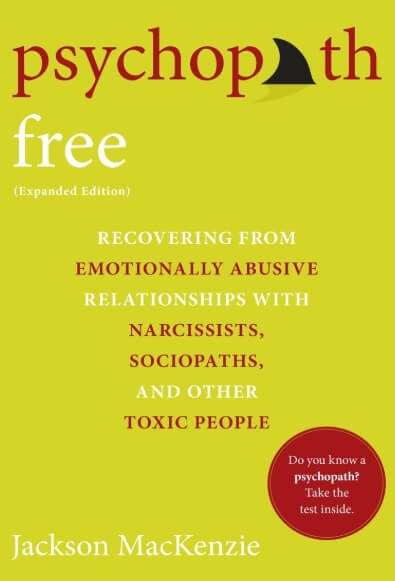 psychopath
free
(Expanded Edition)
RECOVERING FROM
EMOTIONALLY ABUSIVE
RELATIONSHIPS WITH
NARCISSISTS,
SOCIOPATHS,
AND OTHER
TOXIC PEOPLE
Do you know a
psychopath?
Take the
test inside.
Jackson MacKenzie